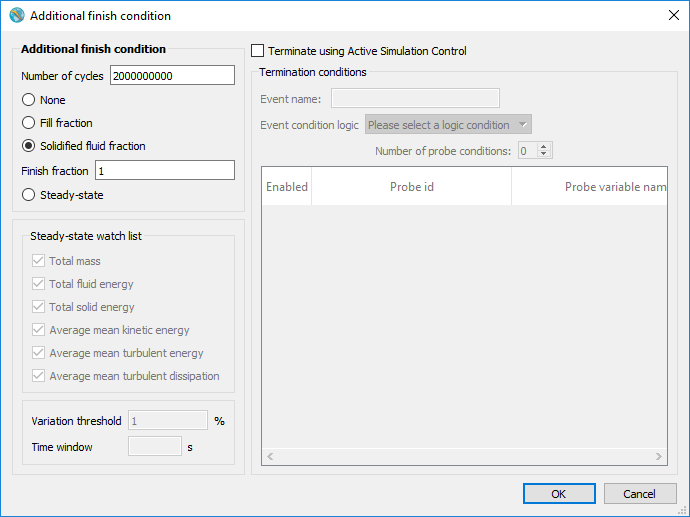 Additional finish condition
Additional finish condition
Number of cycles 2000000000
None
Fill fraction
Solidified fluid fraction
Finish fraction 1
Steady-state
Steady-state watch list
Total mass
Total fluid energy
Total solid energy
Average mean kinetic energy
Average mean turbulent energy
Average mean turbulent dissipation
Variation threshold 1 %
Time window s
Terminate using Active Simulation Control
Termination conditions
Event name:
Event condition logic Please select a logic condition
Number of probe conditions: 0
Enabled Probe id Probe variable nam
OK Cancel